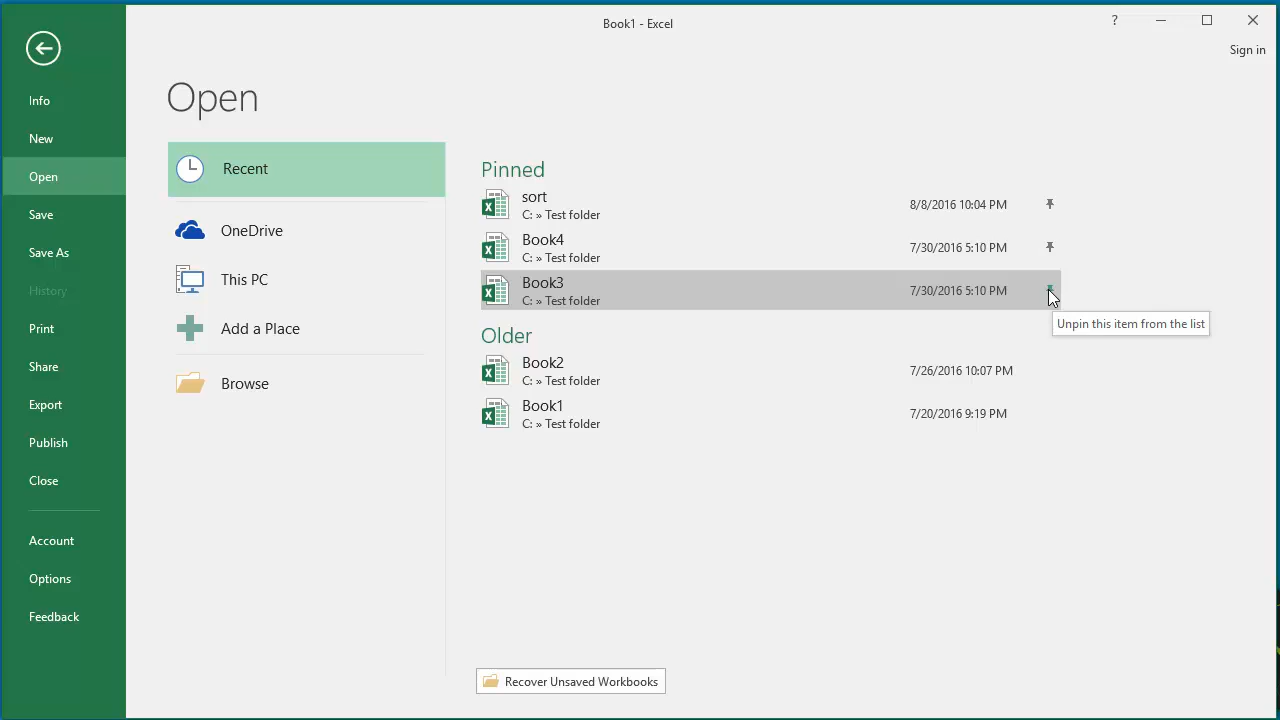 Book1 - Excel
?
Sign in
Info
New
Open
Save
Save As
History
Print
Share
Export
Publish
Close
Account
Options
Feedback
Open
Recent
OneDrive
This PC
Add a Place
Browse
Pinned
sort 8/8/2016 10:04 PM
C: » Test folder
Book4 7/30/2016 5:10 PM
C: » Test folder
Book3 7/30/2016 5:10 PM
C: » Test folder
Unpin this item from the list
Older
Book2 7/26/2016 10:07 PM
C: » Test folder
Book1 7/20/2016 9:19 PM
C: » Test folder
Recover Unsaved Workbooks